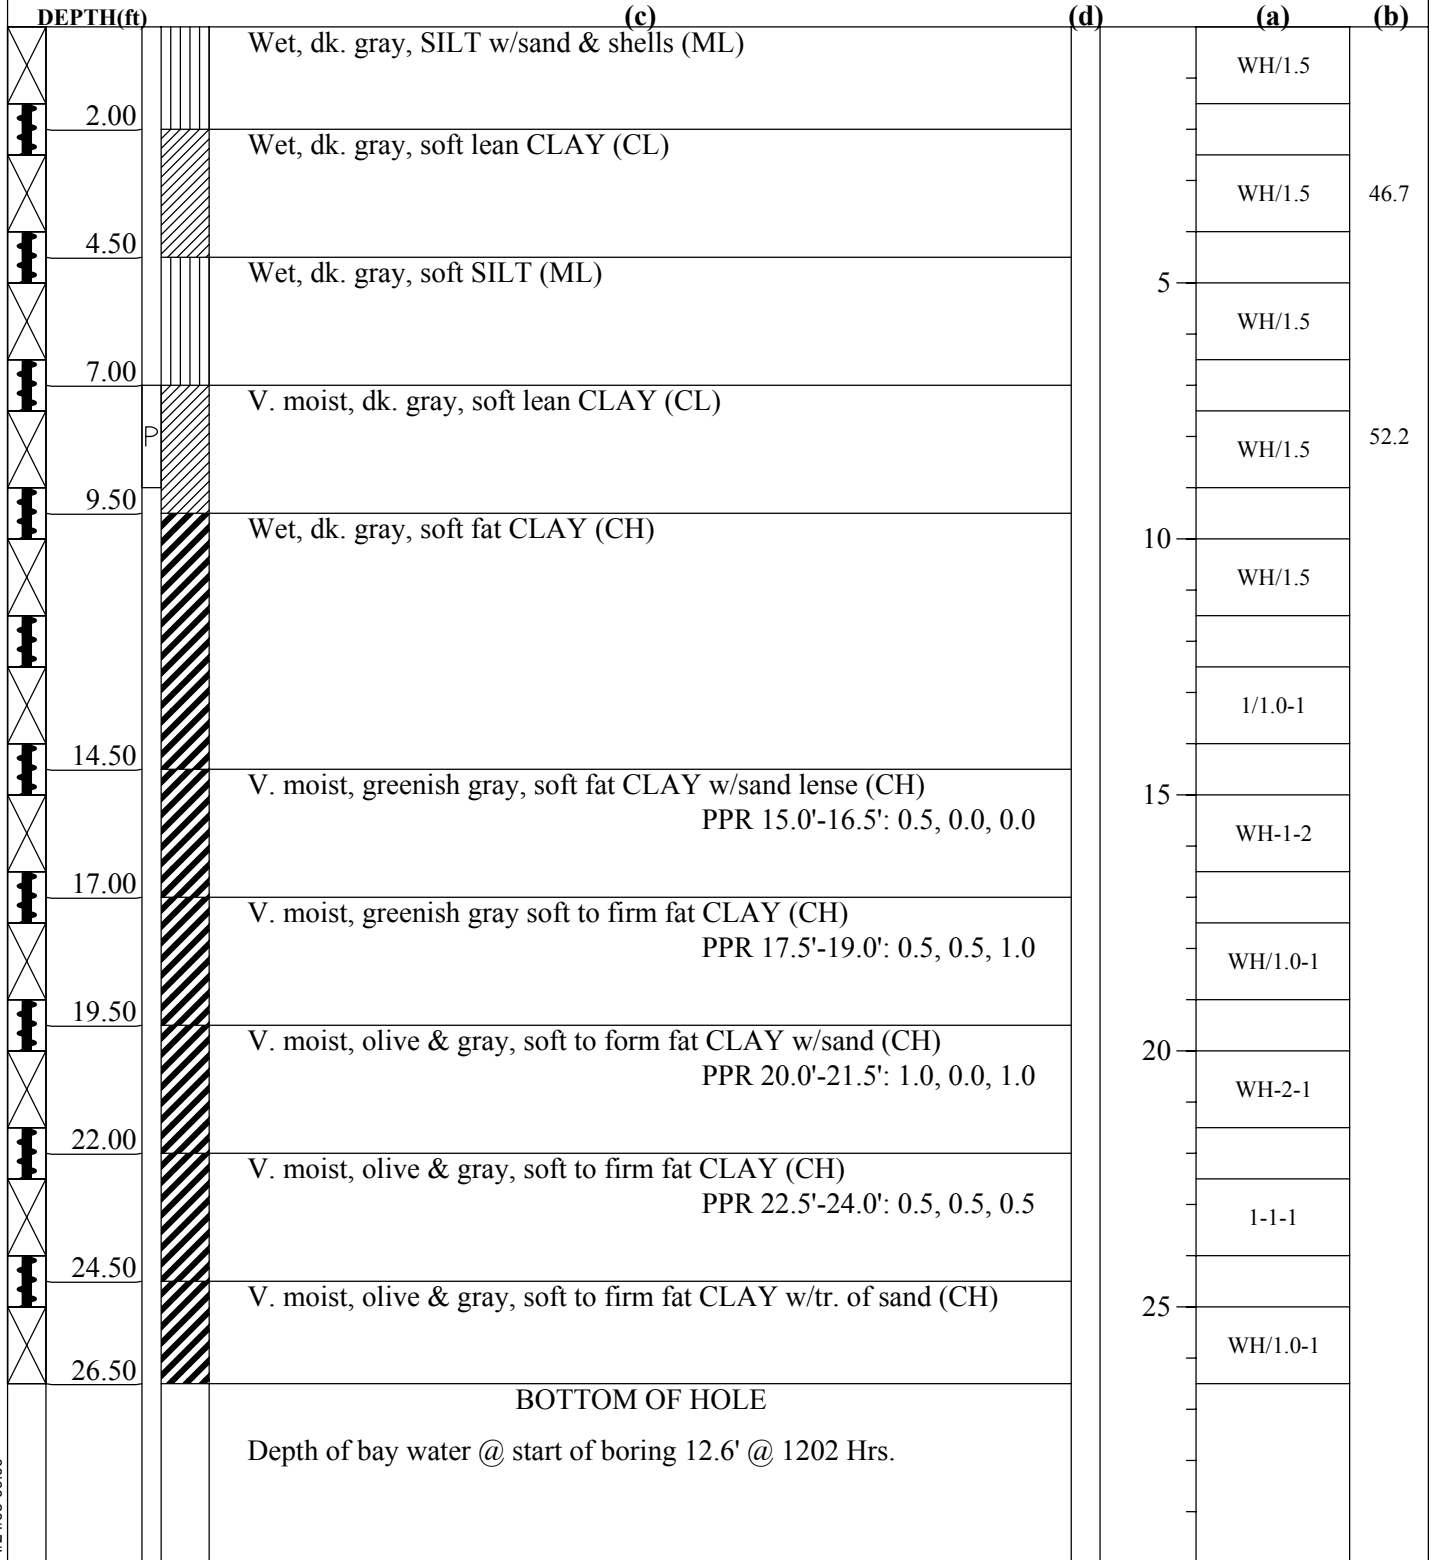 DEPTH(ft) (c) (d) (a) (b)
Wet, dk. gray, SILT w/sand & shells (ML)
WH/1.5
2.00
Wet, dk. gray, soft lean CLAY (CL)
WH/1.5 46.7
4.50
Wet, dk. gray, soft SILT (ML)
5
WH/1.5
7.00
V. moist, dk. gray, soft lean CLAY (CL)
P
WH/1.5 52.2
9.50
Wet, dk. gray, soft fat CLAY (CH)
10
WH/1.5
1/1.0-1
14.50
V. moist, greenish gray, soft fat CLAY w/sand lense (CH)
15
PPR 15.0'-16.5': 0.5, 0.0, 0.0
WH-1-2
17.00
V. moist, greenish gray soft to firm fat CLAY (CH)
PPR 17.5'-19.0': 0.5, 0.5, 1.0
WH/1.0-1
19.50
V. moist, olive & gray, soft to form fat CLAY w/sand (CH)
20
PPR 20.0'-21.5': 1.0, 0.0, 1.0
WH-2-1
22.00
V. moist, olive & gray, soft to firm fat CLAY (CH)
PPR 22.5'-24.0': 0.5, 0.5, 0.5
1-1-1
24.50
V. moist, olive & gray, soft to firm fat CLAY w/tr. of sand (CH)
25
WH/1.0-1
26.50
BOTTOM OF HOLE
Depth of bay water @ start of boring 12.6' @ 1202 Hrs.